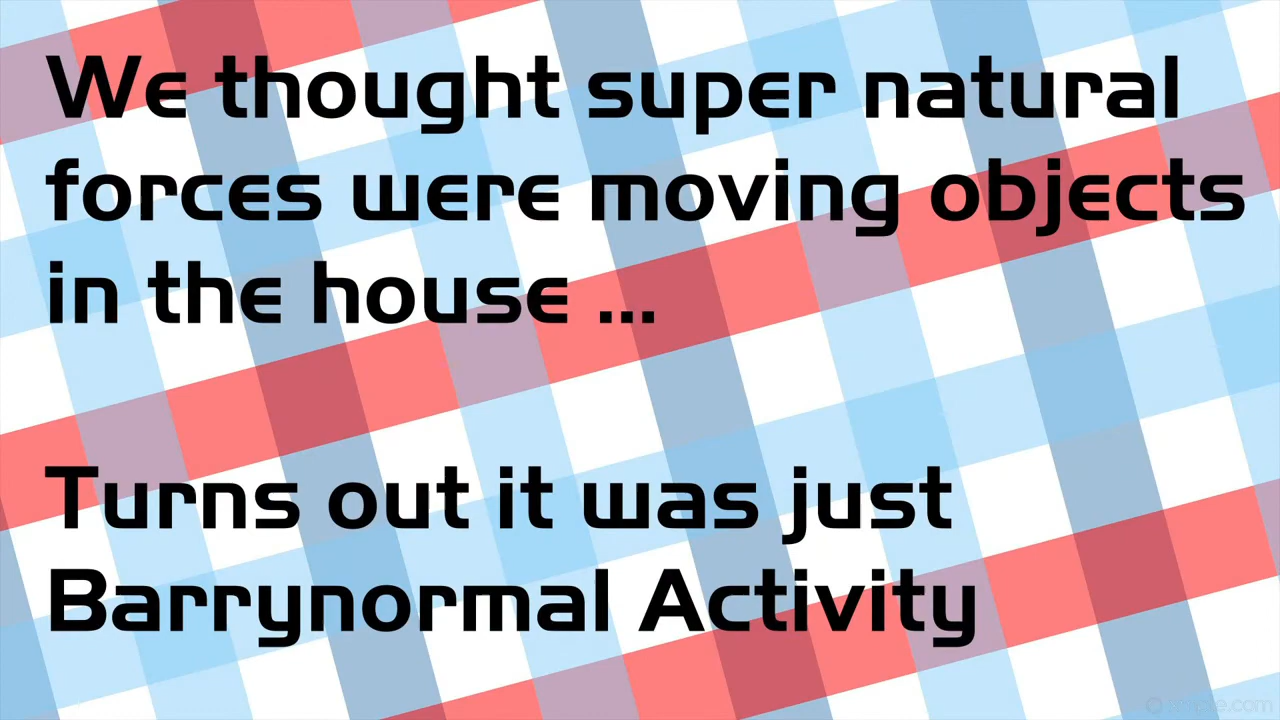 We thought super natural
forces were moving objects
in the house ...
Turns out it was just
Barrynormal Activity